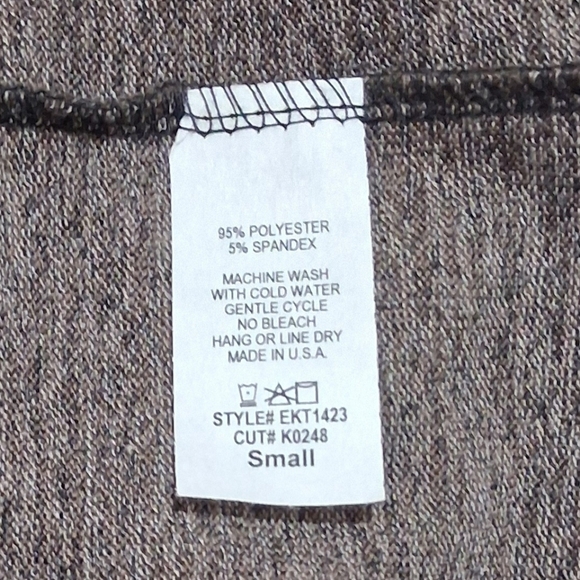 95% POLYESTER
5% SPANDEX
MACHINE WASH
WITH COLD WATER
GENTLE CYCLE
NO BLEACH
HANG OR LINE DRY
MADE IN U.S.A.
STYLE# EKT1423
CUT# K0248
Small